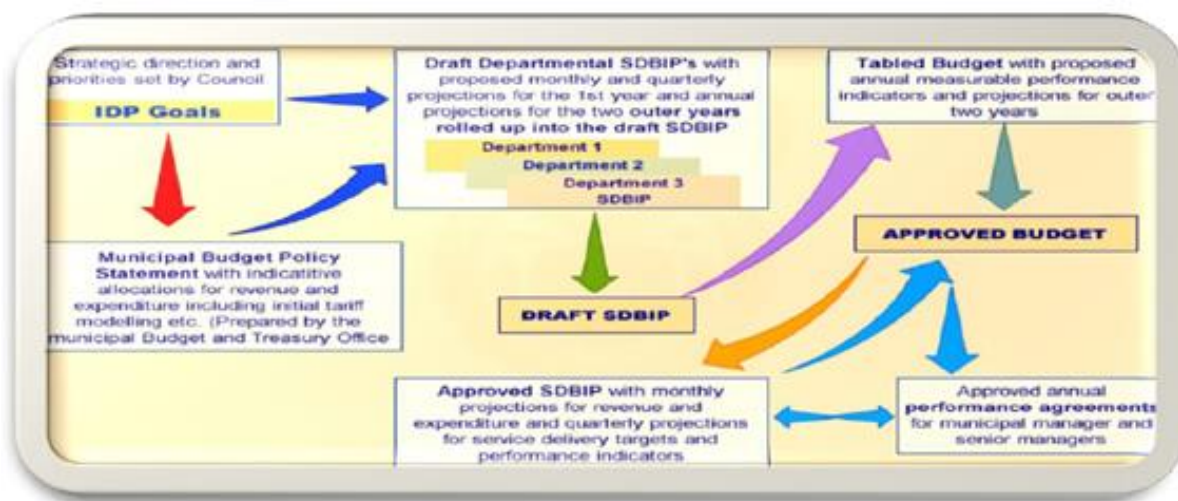 Strategic direction and
priorities set by Council
IDP Goals
Draft Departmental SDBIP's with
proposed monthly and quarterly
projections for the 1st year and annual
projections for the two outer years
rolled up into the draft SDBIP
Department 1
Department 2
Department 3
SDBIP
Tabled Budget with proposed
annual measurable performance
indicators and projections for outer
two years
Municipal Budget Policy
Statement with indicatitive
allocations for revenue and
expenditure including initial tariff
modelling etc. (Prepared by the
municipal Budget and Treasury Office
DRAFT SDBIP
APPROVED BUDGET
Approved SDBIP with monthly
projections for revenue and
expenditure and quarterly projections
for service delivery targets and
performance indicators
Approved annual
performance agreements
for municipal manager and
senior managers